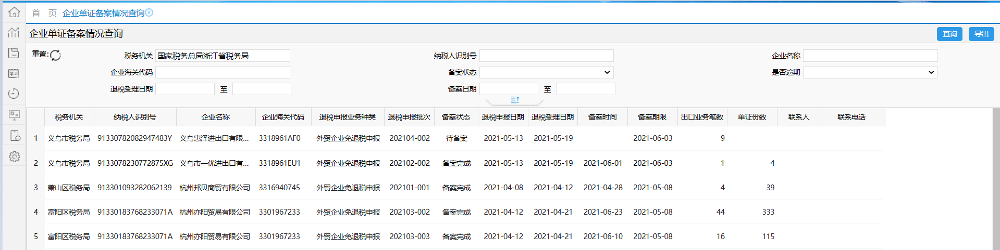 首 页 企业单证备案情况查询
企业单证备案情况查询 查询 导出
重置: 税务机关 国家税务总局浙江省税务局 纳税人识别号 企业名称
企业海关代码 备案状态 是否逾期
退税受理日期 至 备案日期 至
税务机关 纳税人识别号 企业名称 企业海关代码 退税申报业务种类 退税申报批次 备案状态 退税申报日期 退税受理日期 备案时间 备案期限 出口业务笔数 单证份数 联系人 联系电话
1 义乌市税务局 91330782082947483Y 义乌惠泽进出口有限... 3318961AF0 外贸企业免退税申报 202104-002 待备案 2021-05-13 2021-05-19 2021-06-03 9
2 义乌市税务局 9133078230772875XG 义乌市一优进出口有... 3318961EU1 外贸企业免退税申报 202102-002 备案完成 2021-05-13 2021-05-19 2021-06-01 2021-06-03 1 4
3 萧山区税务局 913301093282062139 杭州邦贝商贸有限公司 3316940745 外贸企业免退税申报 202101-001 备案完成 2021-04-08 2021-04-12 2021-04-28 2021-05-08 4 39
4 富阳区税务局 91330183768233071A 杭州亦阳贸易有限公司 3301967233 外贸企业免退税申报 202103-002 备案完成 2021-04-12 2021-04-21 2021-06-23 2021-05-08 44 333
5 富阳区税务局 91330183768233071A 杭州亦阳贸易有限公司 3301967233 外贸企业免退税申报 202103-003 备案完成 2021-04-12 2021-04-21 2021-06-10 2021-05-08 16 115